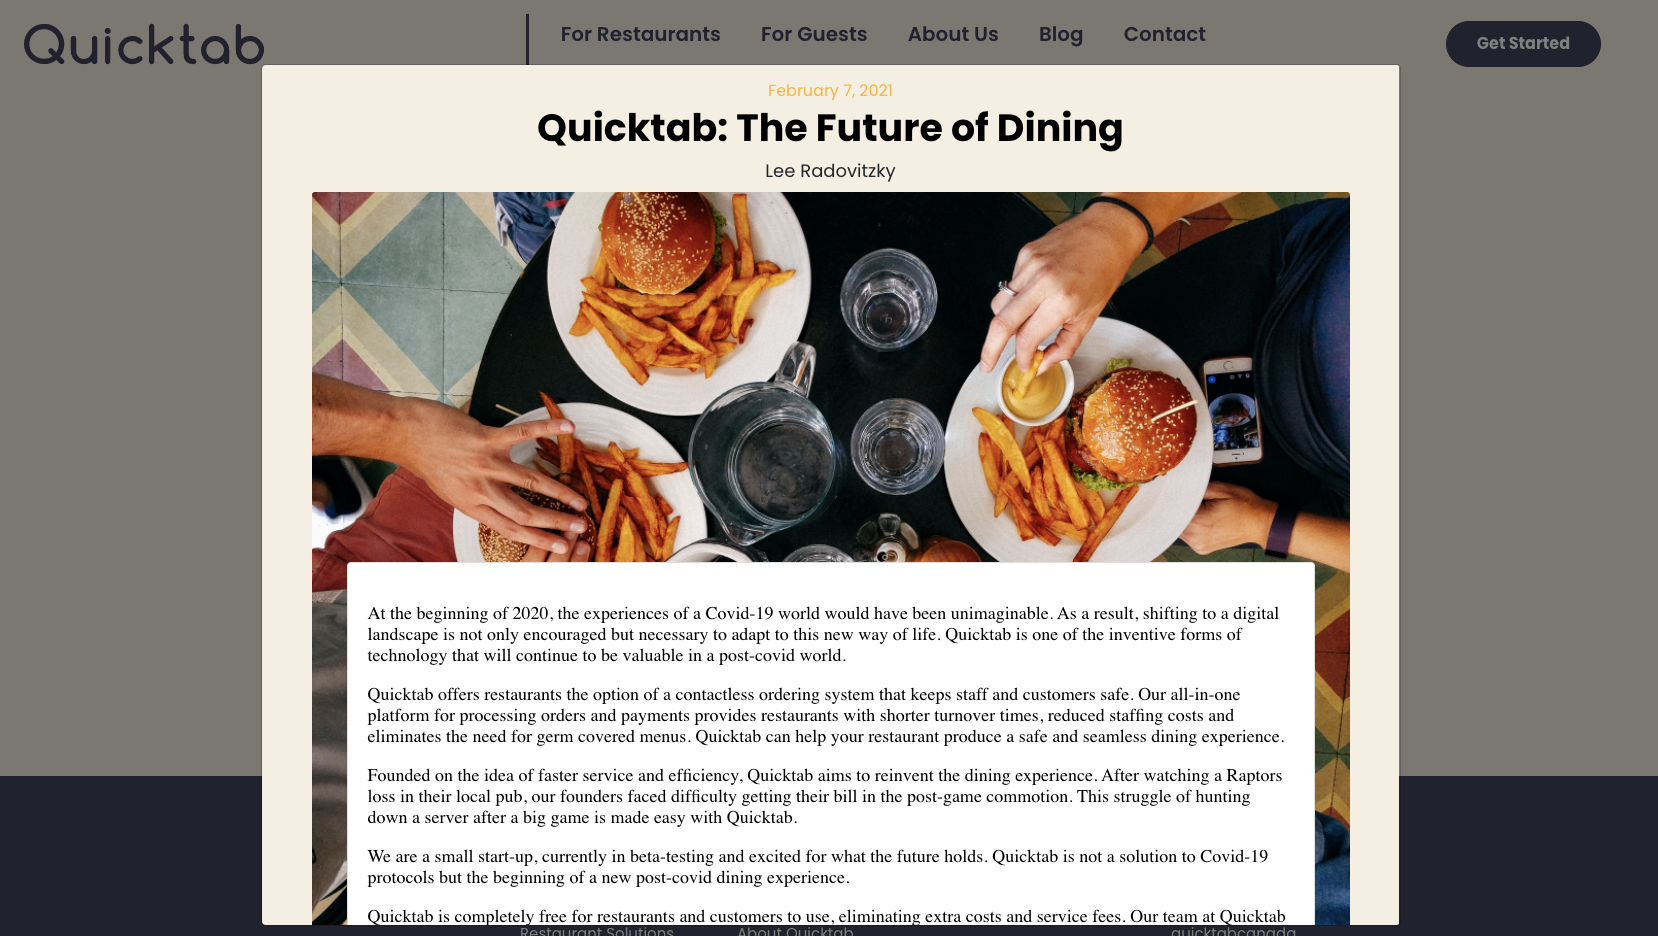 Quicktab
For Restaurants
For Guests
About Us
Blog
Contact
Get Started
February 7, 2021
Quicktab: The Future of Dining
Lee Radovitzky
At the beginning of 2020, the experiences of a Covid-19 world would have been unimaginable. As a result, shifting to a digital
landscape is not only encouraged but necessary to adapt to this new way of life. Quicktab is one of the inventive forms of
technology that will continue to be valuable in a post-covid world.
Quicktab offers restaurants the option of a contactless ordering system that keeps staff and customers safe. Our all-in-one
platform for processing orders and payments provides restaurants with shorter turnover times, reduced staffing costs and
eliminates the need for germ covered menus. Quicktab can help your restaurant produce a safe and seamless dining experience.
Founded on the idea of faster service and efficiency, Quicktab aims to reinvent the dining experience. After watching a Raptors
loss in their local pub, our founders faced difficulty getting their bill in the post-game commotion. This struggle of hunting
down a server after a big game is made easy with Quicktab.
We are a small start-up, currently in beta-testing and excited for what the future holds. Quicktab is not a solution to Covid-19
protocols but the beginning of a new post-covid dining experience.
Quicktab is completely free for restaurants and customers to use, eliminating extra costs and service fees. Our team at Quicktab
Restaurant Solutions
About Quicktab
quicktabcanada